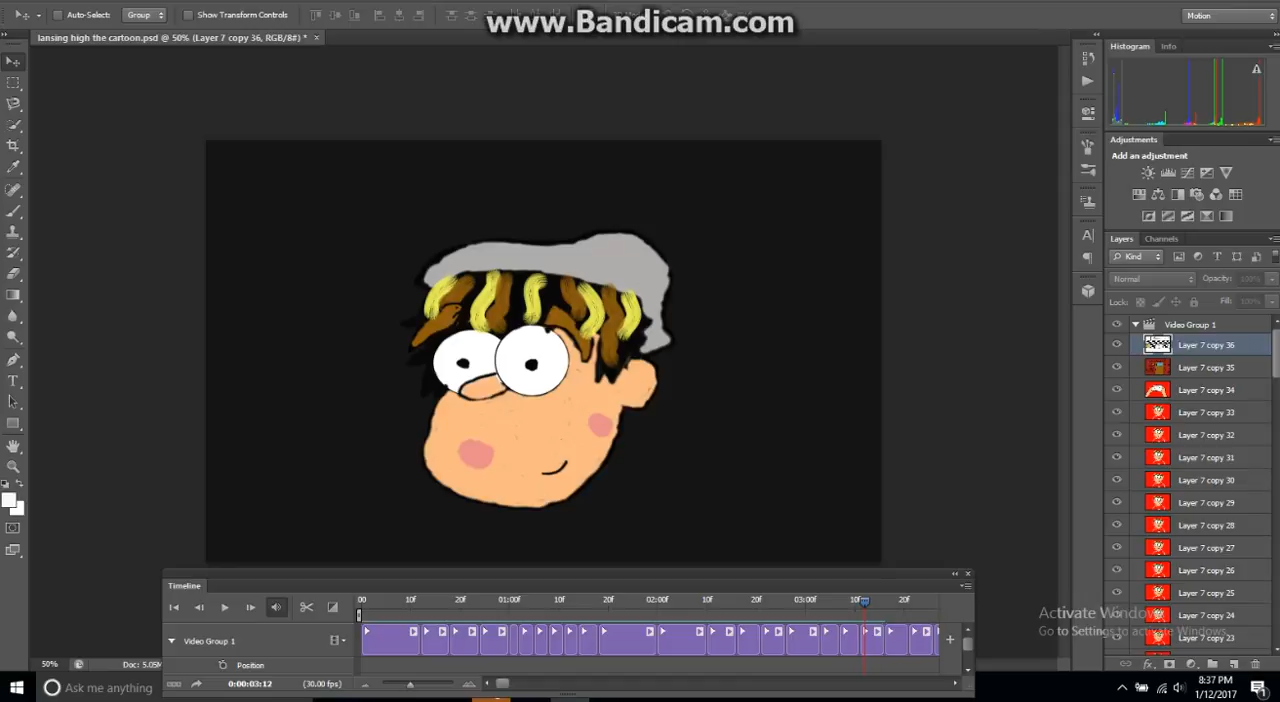 www.Bandicam.com
Auto-Select:
Group
Show Transform Controls
Motion
lansing high the cartoon.psd @ 50% (Layer 7 copy 36, RGB/8#) *
Histogram
Info
Adjustments
Add an adjustment
Layers
Channels
Kind
Normal
Opacity:
100%
Lock:
Fill:
100%
Video Group 1
Layer 7 copy 36
Layer 7 copy 35
Layer 7 copy 34
Layer 7 copy 33
Layer 7 copy 32
Layer 7 copy 31
Layer 7 copy 30
Layer 7 copy 29
Layer 7 copy 28
Layer 7 copy 27
Layer 7 copy 26
Layer 7 copy 25
Layer 7 copy 24
Layer 7 copy 23
Activate Windows
Go to Settings to activate Windows.
Timeline
00 10f 20f 01:00f 10f 20f 02:00f 10f 20f 03:00f 10f 20f
Video Group 1
Position
50%
Doc: 5.05M
0:00:03:12
(30.00 fps)
Ask me anything
8:37 PM
1/12/2017